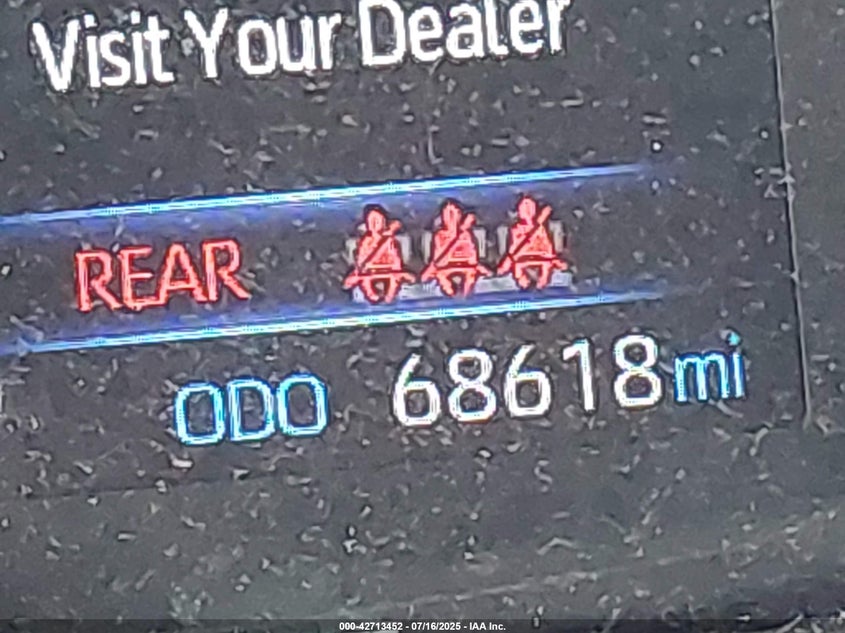 Visit Your Dealer
REAR
ODO 68618 mi
000-42713452 - 07/16/2025 - IAA Inc.